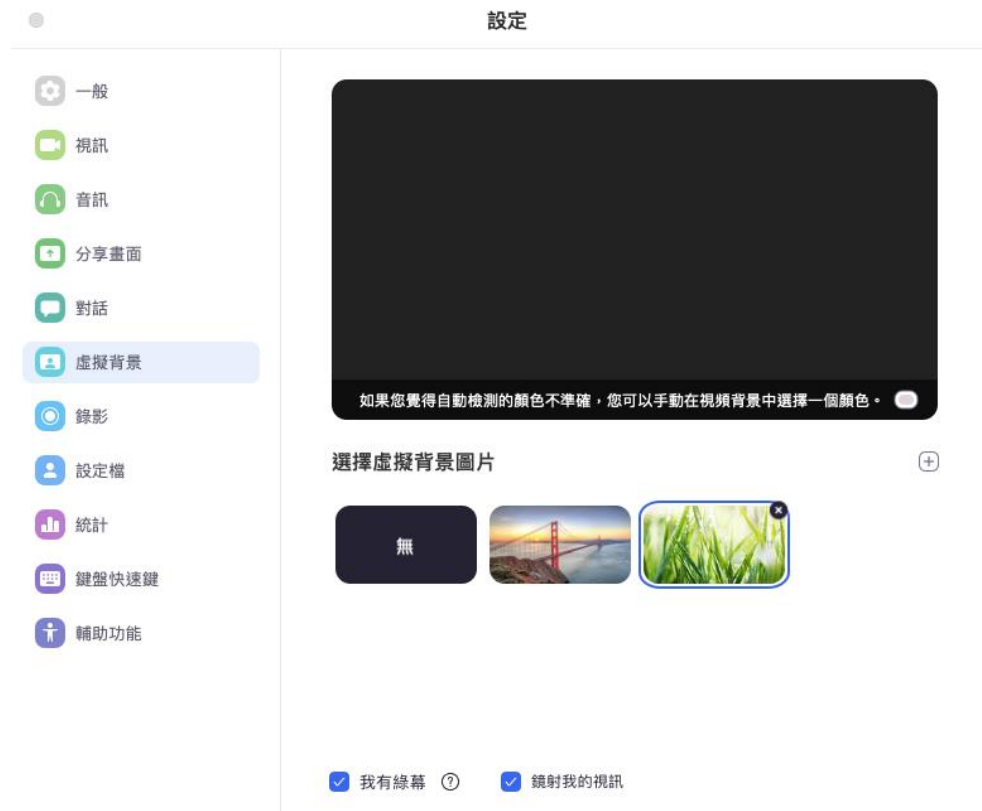 設定
一般
視訊
音訊
分享畫面
對話
虛擬背景
錄影
設定檔
統計
鍵盤快速鍵
輔助功能
如果您覺得自動檢測的顏色不準確，您可以手動在視頻背景中選擇一個顏色。
選擇虛擬背景圖片
無
我有綠幕
鏡射我的視訊